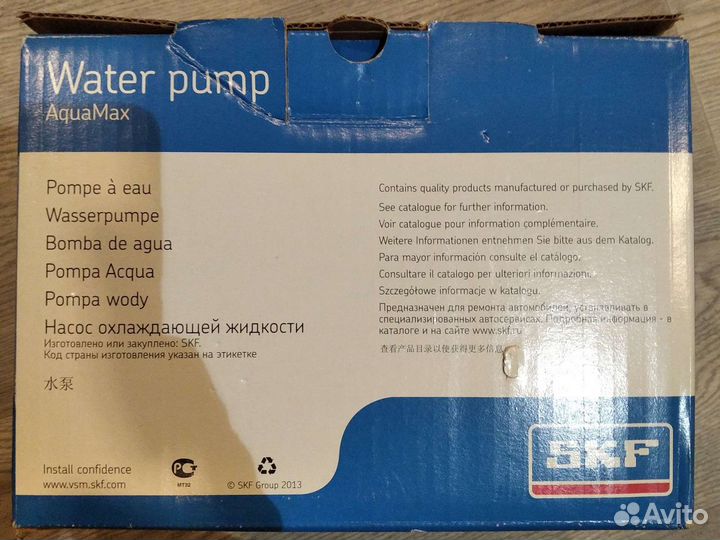 Water pump
AquaMax
Pompe à eau
Wasserpumpe
Bomba de agua
Pompa Acqua
Pompa wody
Насос охлаждающей жидкости
Изготовлено или закуплено: SKF.
Код страны изготовления указан на этикетке
水泵
Contains quality products manufactured or purchased by SKF.
See catalogue for further information.
Voir catalogue pour information complémentaire.
Weitere Informationen entnehmen Sie bitte aus dem Katalog.
Para mayor información consulte el catálogo.
Consultare il catalogo per ulteriori informazioni.
Szczegółowe informacje w katalogu.
Предназначен для ремонта автомобилей, устанавливать в
специализированных автосервисах. Подробная информация - в
каталоге и на сайте www.skf.ru
查看产品目录以便获得更多信息
Install confidence
www.vsm.skf.com
РС
МТ32
© SKF Group 2013
SKF
Avito